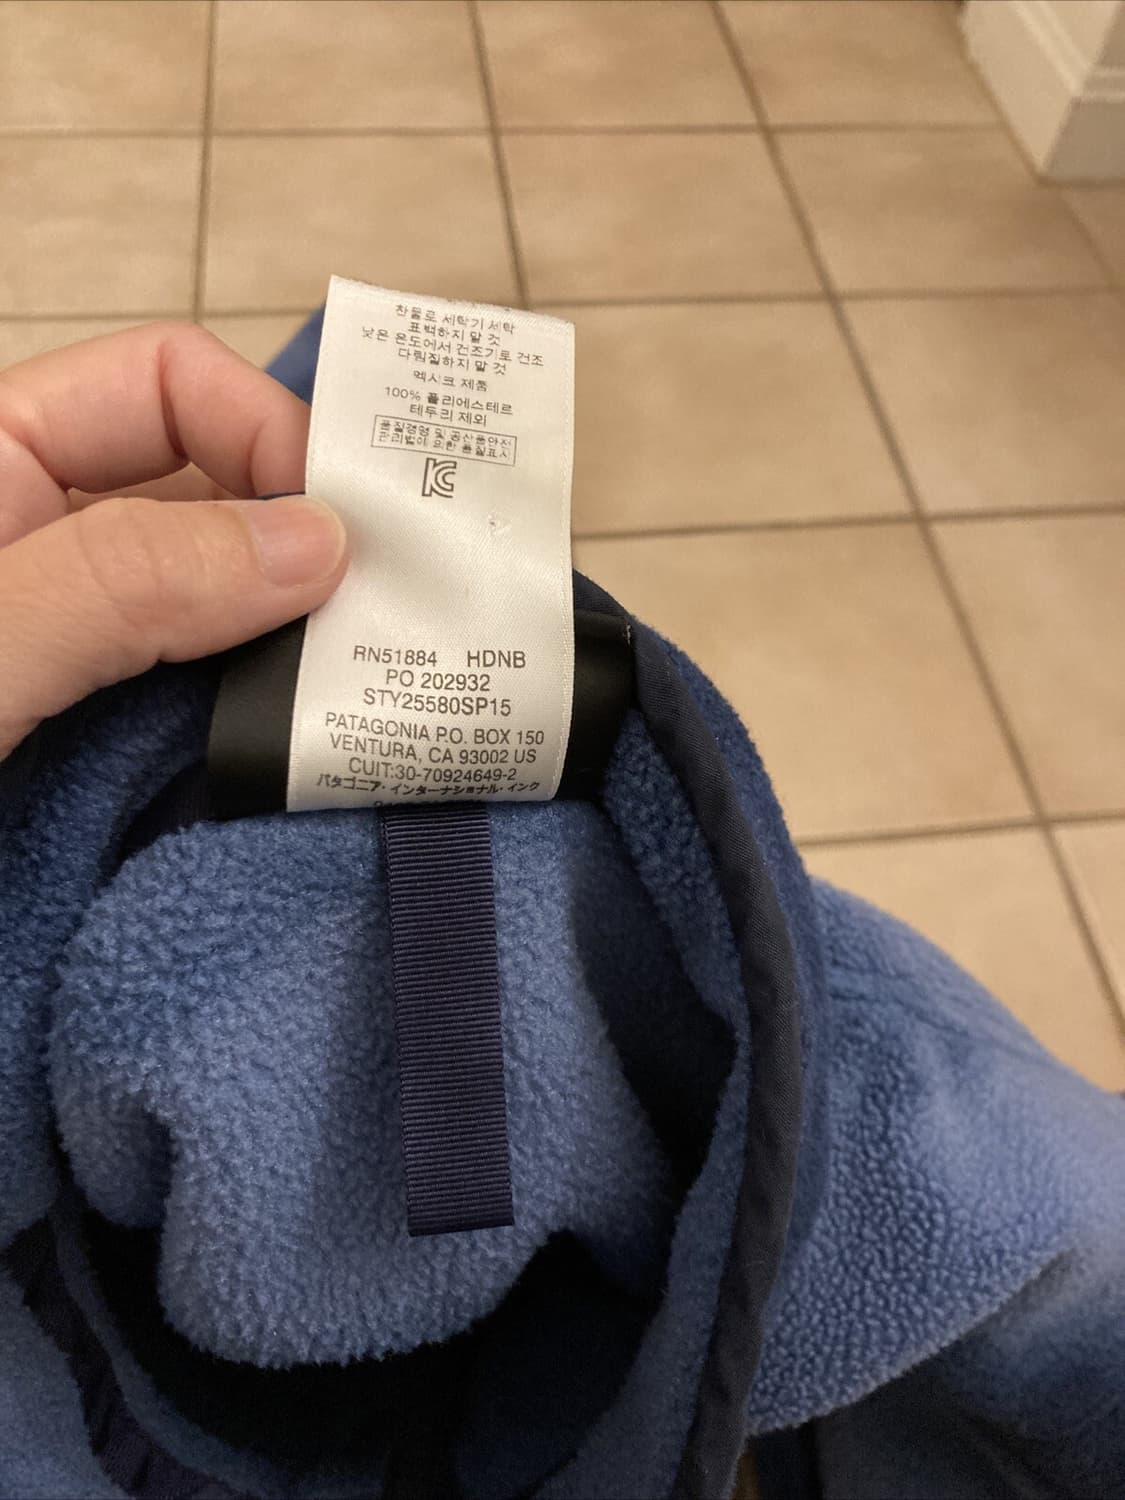 찬물로 세탁기 세탁
표백하지 말 것
낮은 온도에서 건조기로 건조
다림질하지 말 것
멕시코 제품
100% 폴리에스테르
테두리 제외
품질경영 및 공산품안전
관리법에 의한 품질표시
KC
RN51884 HDNB
PO 202932
STY25580SP15
PATAGONIA P.O. BOX 150
VENTURA, CA 93002 US
CUIT:30-70924649-2
パタゴニア・インターナショナル・インク